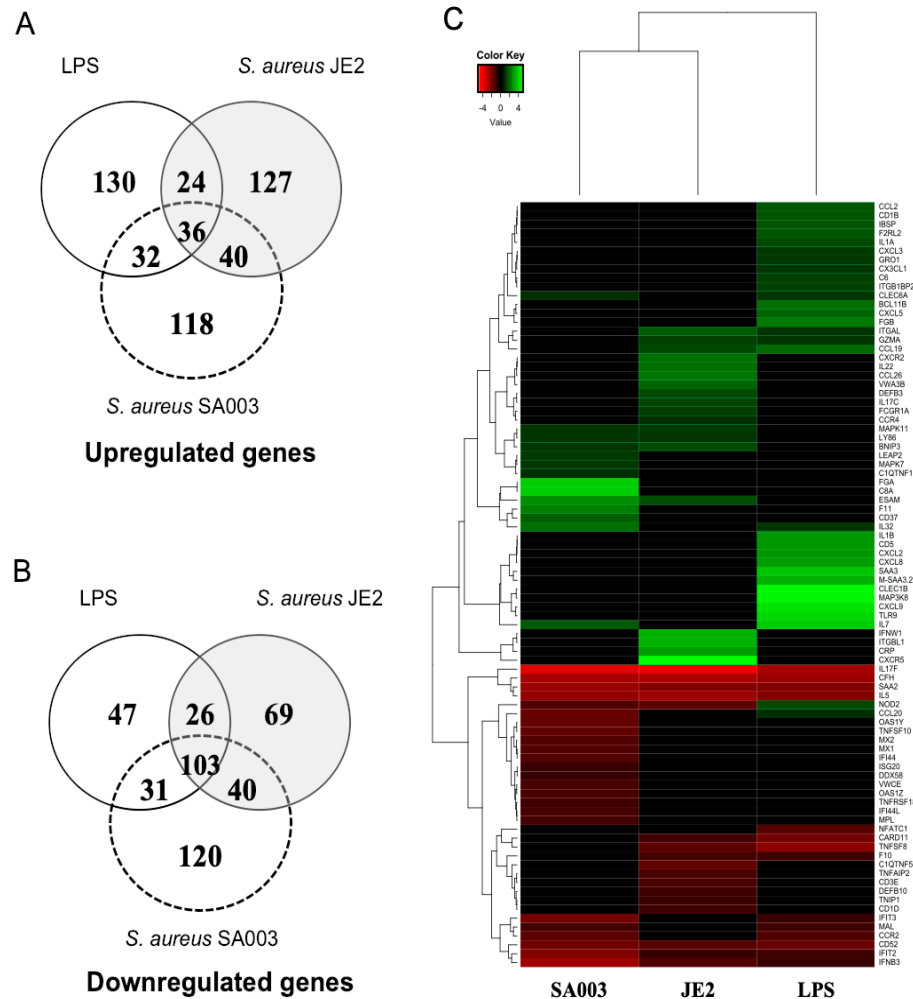 A
LPS
S. aureus JE2
130
24
127
36
32
40
118
S. aureus SA003
Upregulated genes
B
LPS
S. aureus JE2
47
26
69
103
31
40
120
S. aureus SA003
Downregulated genes
C
Color Key
-4 0 4
Value
CCL2
CD1B
IBSP
F2RL2
IL1A
CXCL3
GRO1
CX3CL1
C6
ITGB1BP2
CLEC6A
BCL11B
CXCL5
FGB
ITGAL
GZMA
CCL19
CXCR2
IL22
CCL26
VWA3B
DEFB3
IL17C
FCGR1A
CCR4
MAPK11
LY86
BNIP3
LEAP2
MAPK7
C1QTNF1
FGA
C8A
ESAM
F11
CD37
IL32
IL1B
CD5
CXCL2
CXCL8
SAA3
M-SAA3.2
CLEC1B
MAP3K8
CXCL9
TLR9
IL7
IFNW1
ITGBL1
CRP
CXCR5
IL17F
CFH
SAA2
IL5
NOD2
CCL20
OAS1Y
TNFSF10
MX2
MX1
IFI44
ISG20
DDX58
VWCE
OAS1Z
TNFRSF1
IFI44L
MPL
NFATC1
CARD11
TNFSF8
F10
C1QTNF5
TNFAIP2
CD3E
DEFB10
TNIP1
CD1D
IFIT3
MAL
CCR2
CD52
IFIT2
IFNB3
SA003 JE2 LPS